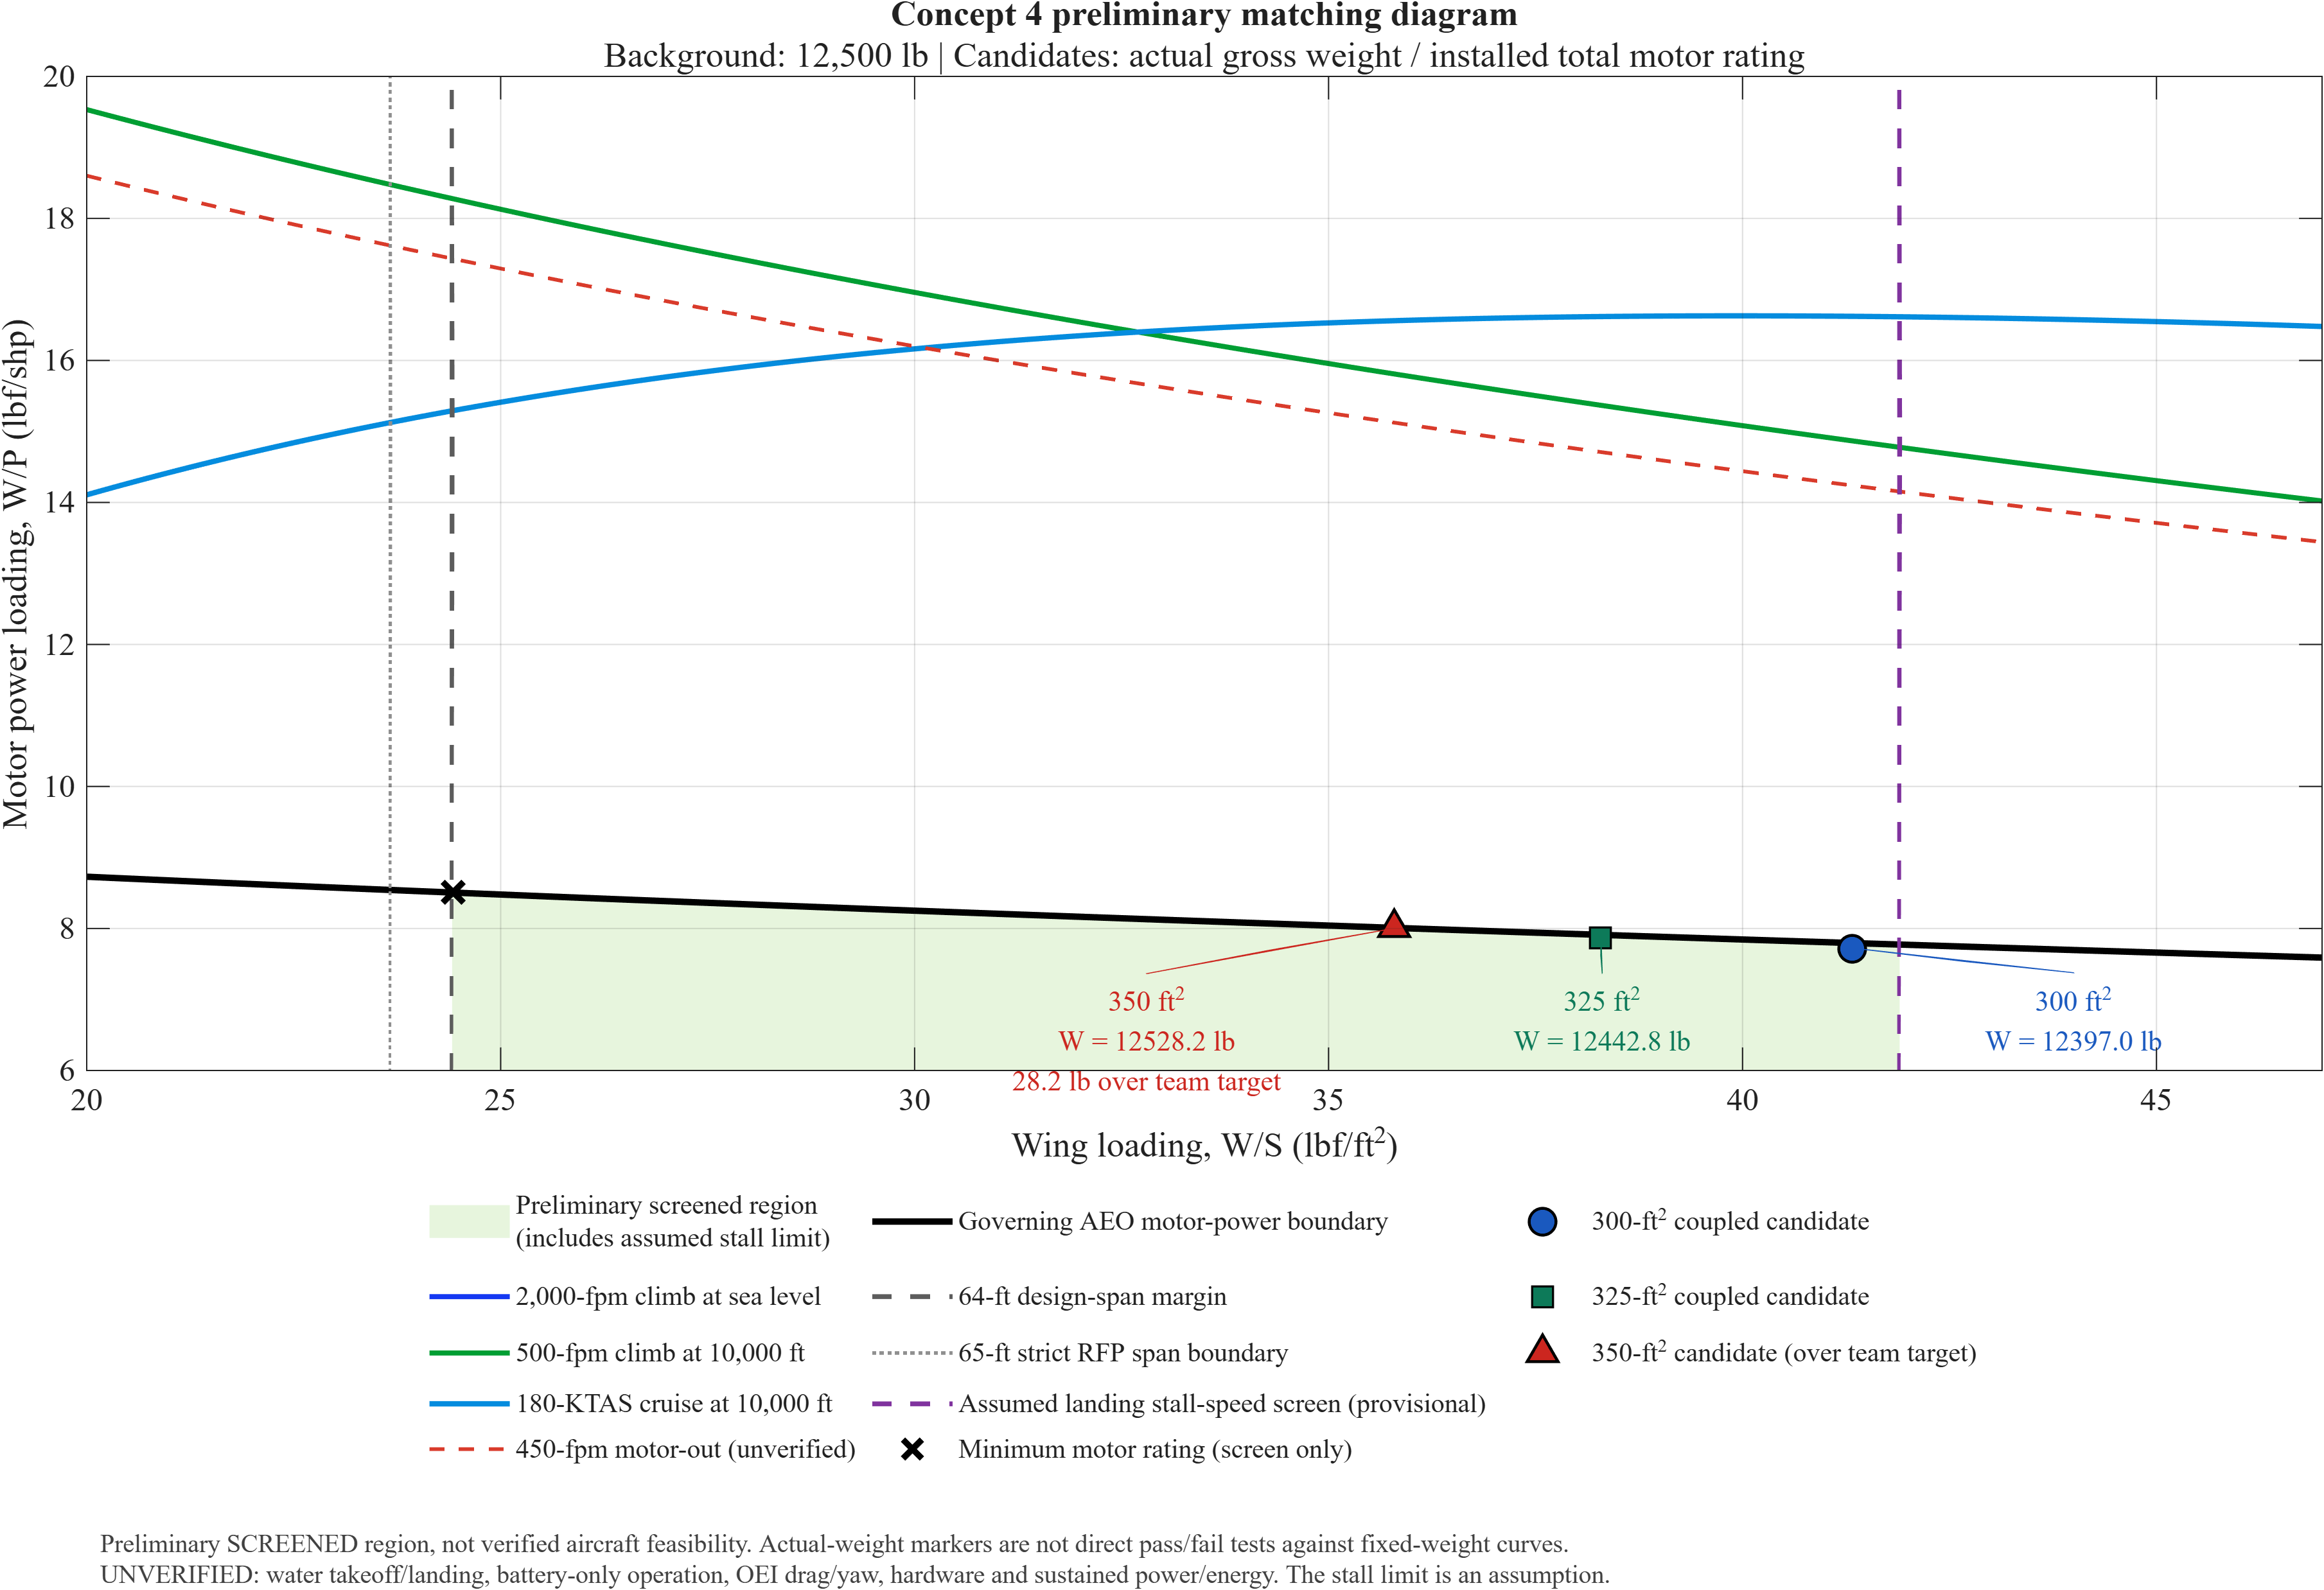 Concept 4 preliminary matching diagram
Background: 12,500 lb | Candidates: actual gross weight / installed total motor rating
Motor power loading, W/P (lbf/shp)
20
18
16
14
12
10
8
6
350 ft²
W = 12528.2 lb
28.2 lb over team target
325 ft²
W = 12442.8 lb
300 ft²
W = 12397.0 lb
20 25 30 35 40 45
Wing loading, W/S (lbf/ft²)
Preliminary screened region
(includes assumed stall limit)
2,000-fpm climb at sea level
500-fpm climb at 10,000 ft
180-KTAS cruise at 10,000 ft
450-fpm motor-out (unverified)
Governing AEO motor-power boundary
64-ft design-span margin
65-ft strict RFP span boundary
Assumed landing stall-speed screen (provisional)
Minimum motor rating (screen only)
300-ft² coupled candidate
325-ft² coupled candidate
350-ft² candidate (over team target)
Preliminary SCREENED region, not verified aircraft feasibility. Actual-weight markers are not direct pass/fail tests against fixed-weight curves.
UNVERIFIED: water takeoff/landing, battery-only operation, OEI drag/yaw, hardware and sustained power/energy. The stall limit is an assumption.